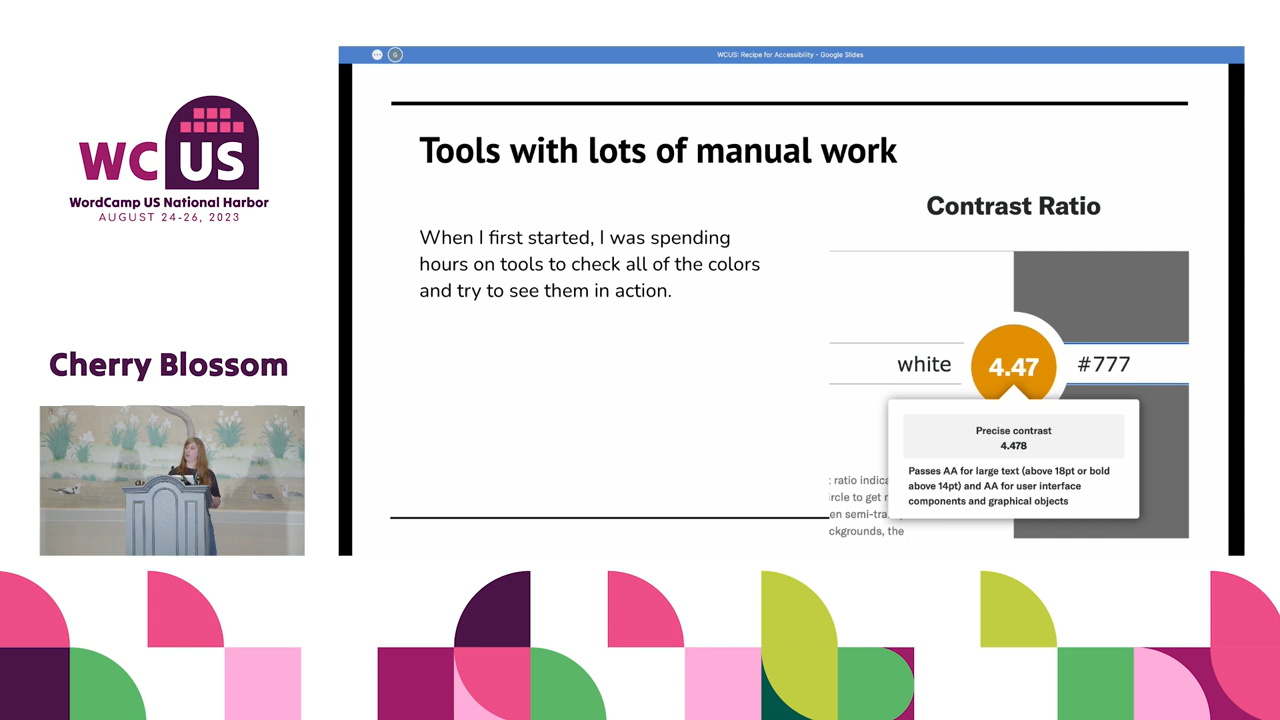 WCUS: Recipe for Accessibility - Google Slides
G
WC US
WordCamp US National Harbor
AUGUST 24-26, 2023
Cherry Blossom
Tools with lots of manual work
When I first started, I was spending
hours on tools to check all of the colors
and try to see them in action.
Contrast Ratio
white
4.47
#777
Precise contrast
4.478
Passes AA for large text (above 18pt or bold
above 14pt) and AA for user interface
components and graphical objects
ratio indica
ircle to get
en semi-tra
ckgrounds, the